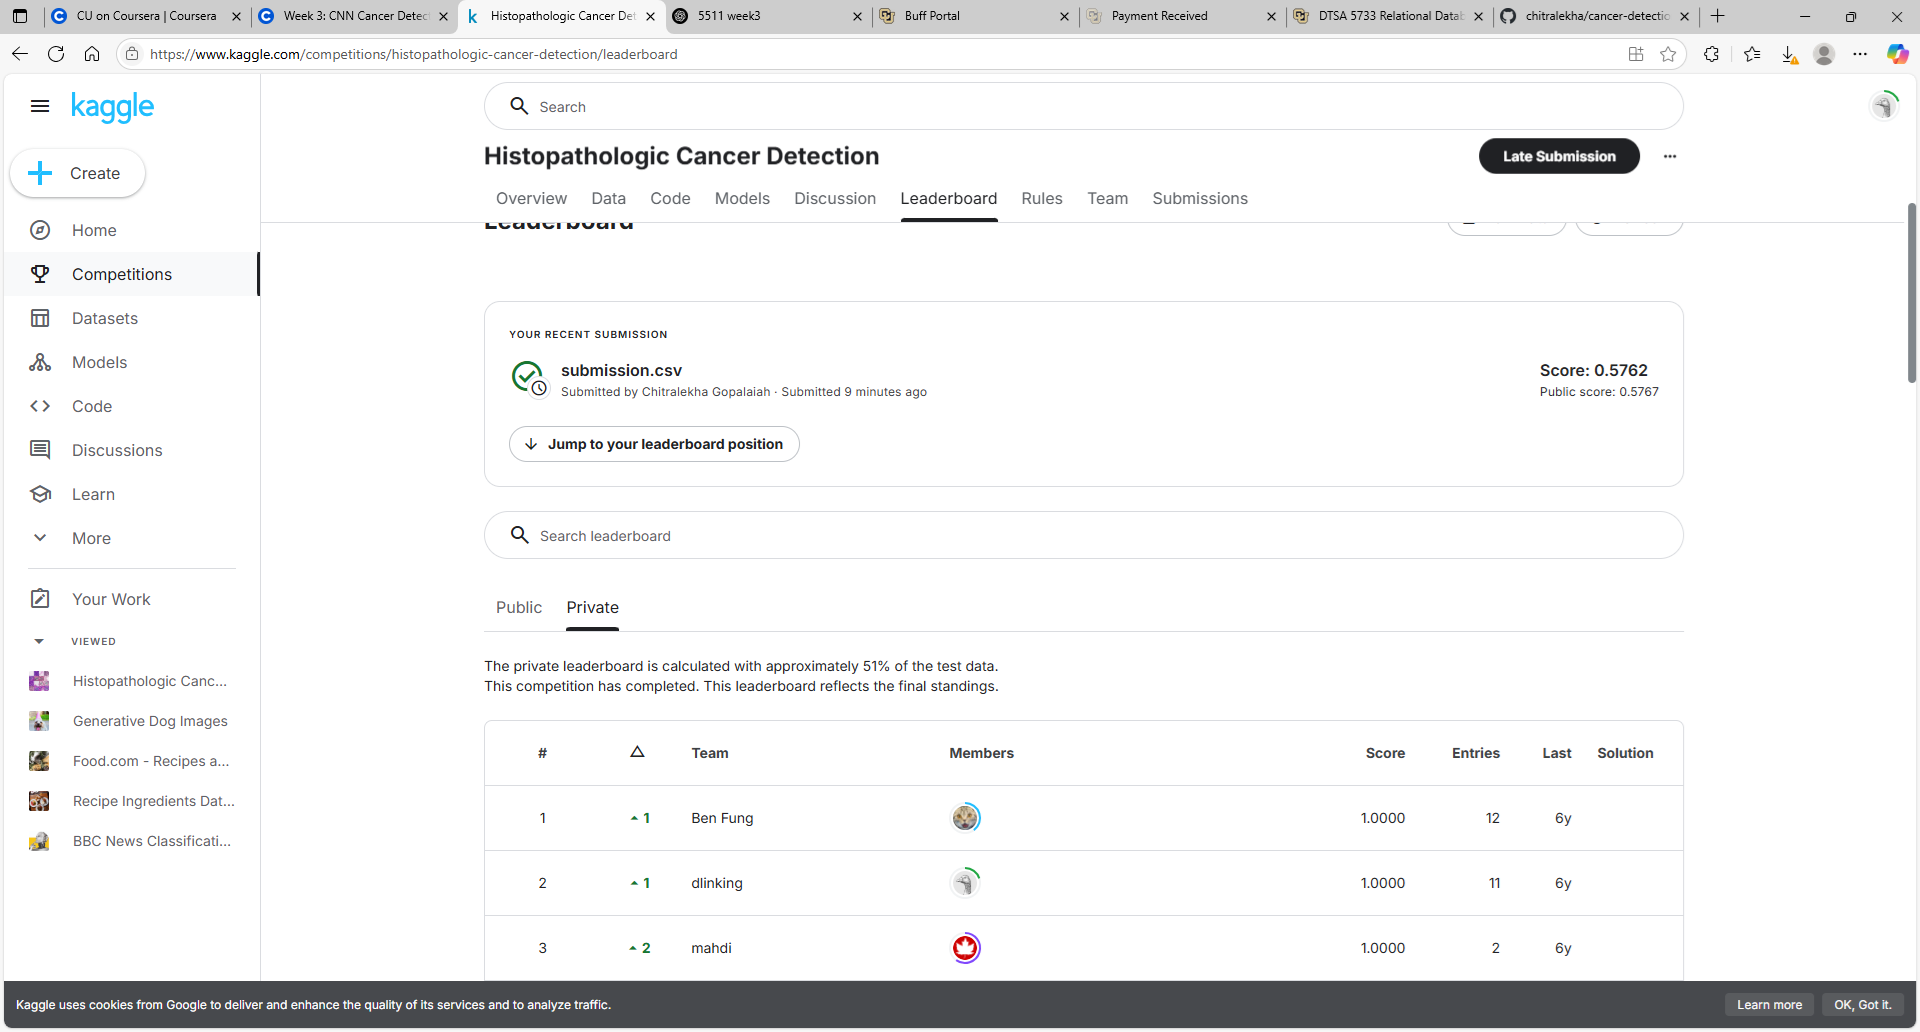 CU on Coursera | Coursera
Week 3: CNN Cancer Detec
Histopathologic Cancer De
5511 week3
Buff Portal
Payment Received
DTSA 5733 Relational Datab
chitralekha/cancer-detectio
https://www.kaggle.com/competitions/histopathologic-cancer-detection/leaderboard
kaggle
Search
Histopathologic Cancer Detection
Late Submission
Create
Overview
Data
Code
Models
Discussion
Leaderboard
Rules
Team
Submissions
Leaderboard
Home
Competitions
Datasets
Models
Code
Discussions
Learn
More
Your Work
VIEWED
Histopathologic Canc...
Generative Dog Images
Food.com - Recipes a...
Recipe Ingredients Dat...
BBC News Classificati...
YOUR RECENT SUBMISSION
submission.csv
Submitted by Chitralekha Gopalaiah · Submitted 9 minutes ago
Score: 0.5762
Public score: 0.5767
Jump to your leaderboard position
Search leaderboard
Public
Private
The private leaderboard is calculated with approximately 51% of the test data.
This competition has completed. This leaderboard reflects the final standings.
# △ Team Members Score Entries Last Solution
1 1 Ben Fung 1.0000 12 6y
2 1 dlinking 1.0000 11 6y
3 2 mahdi 1.0000 2 6y
Kaggle uses cookies from Google to deliver and enhance the quality of its services and to analyze traffic.
Learn more
OK, Got it.